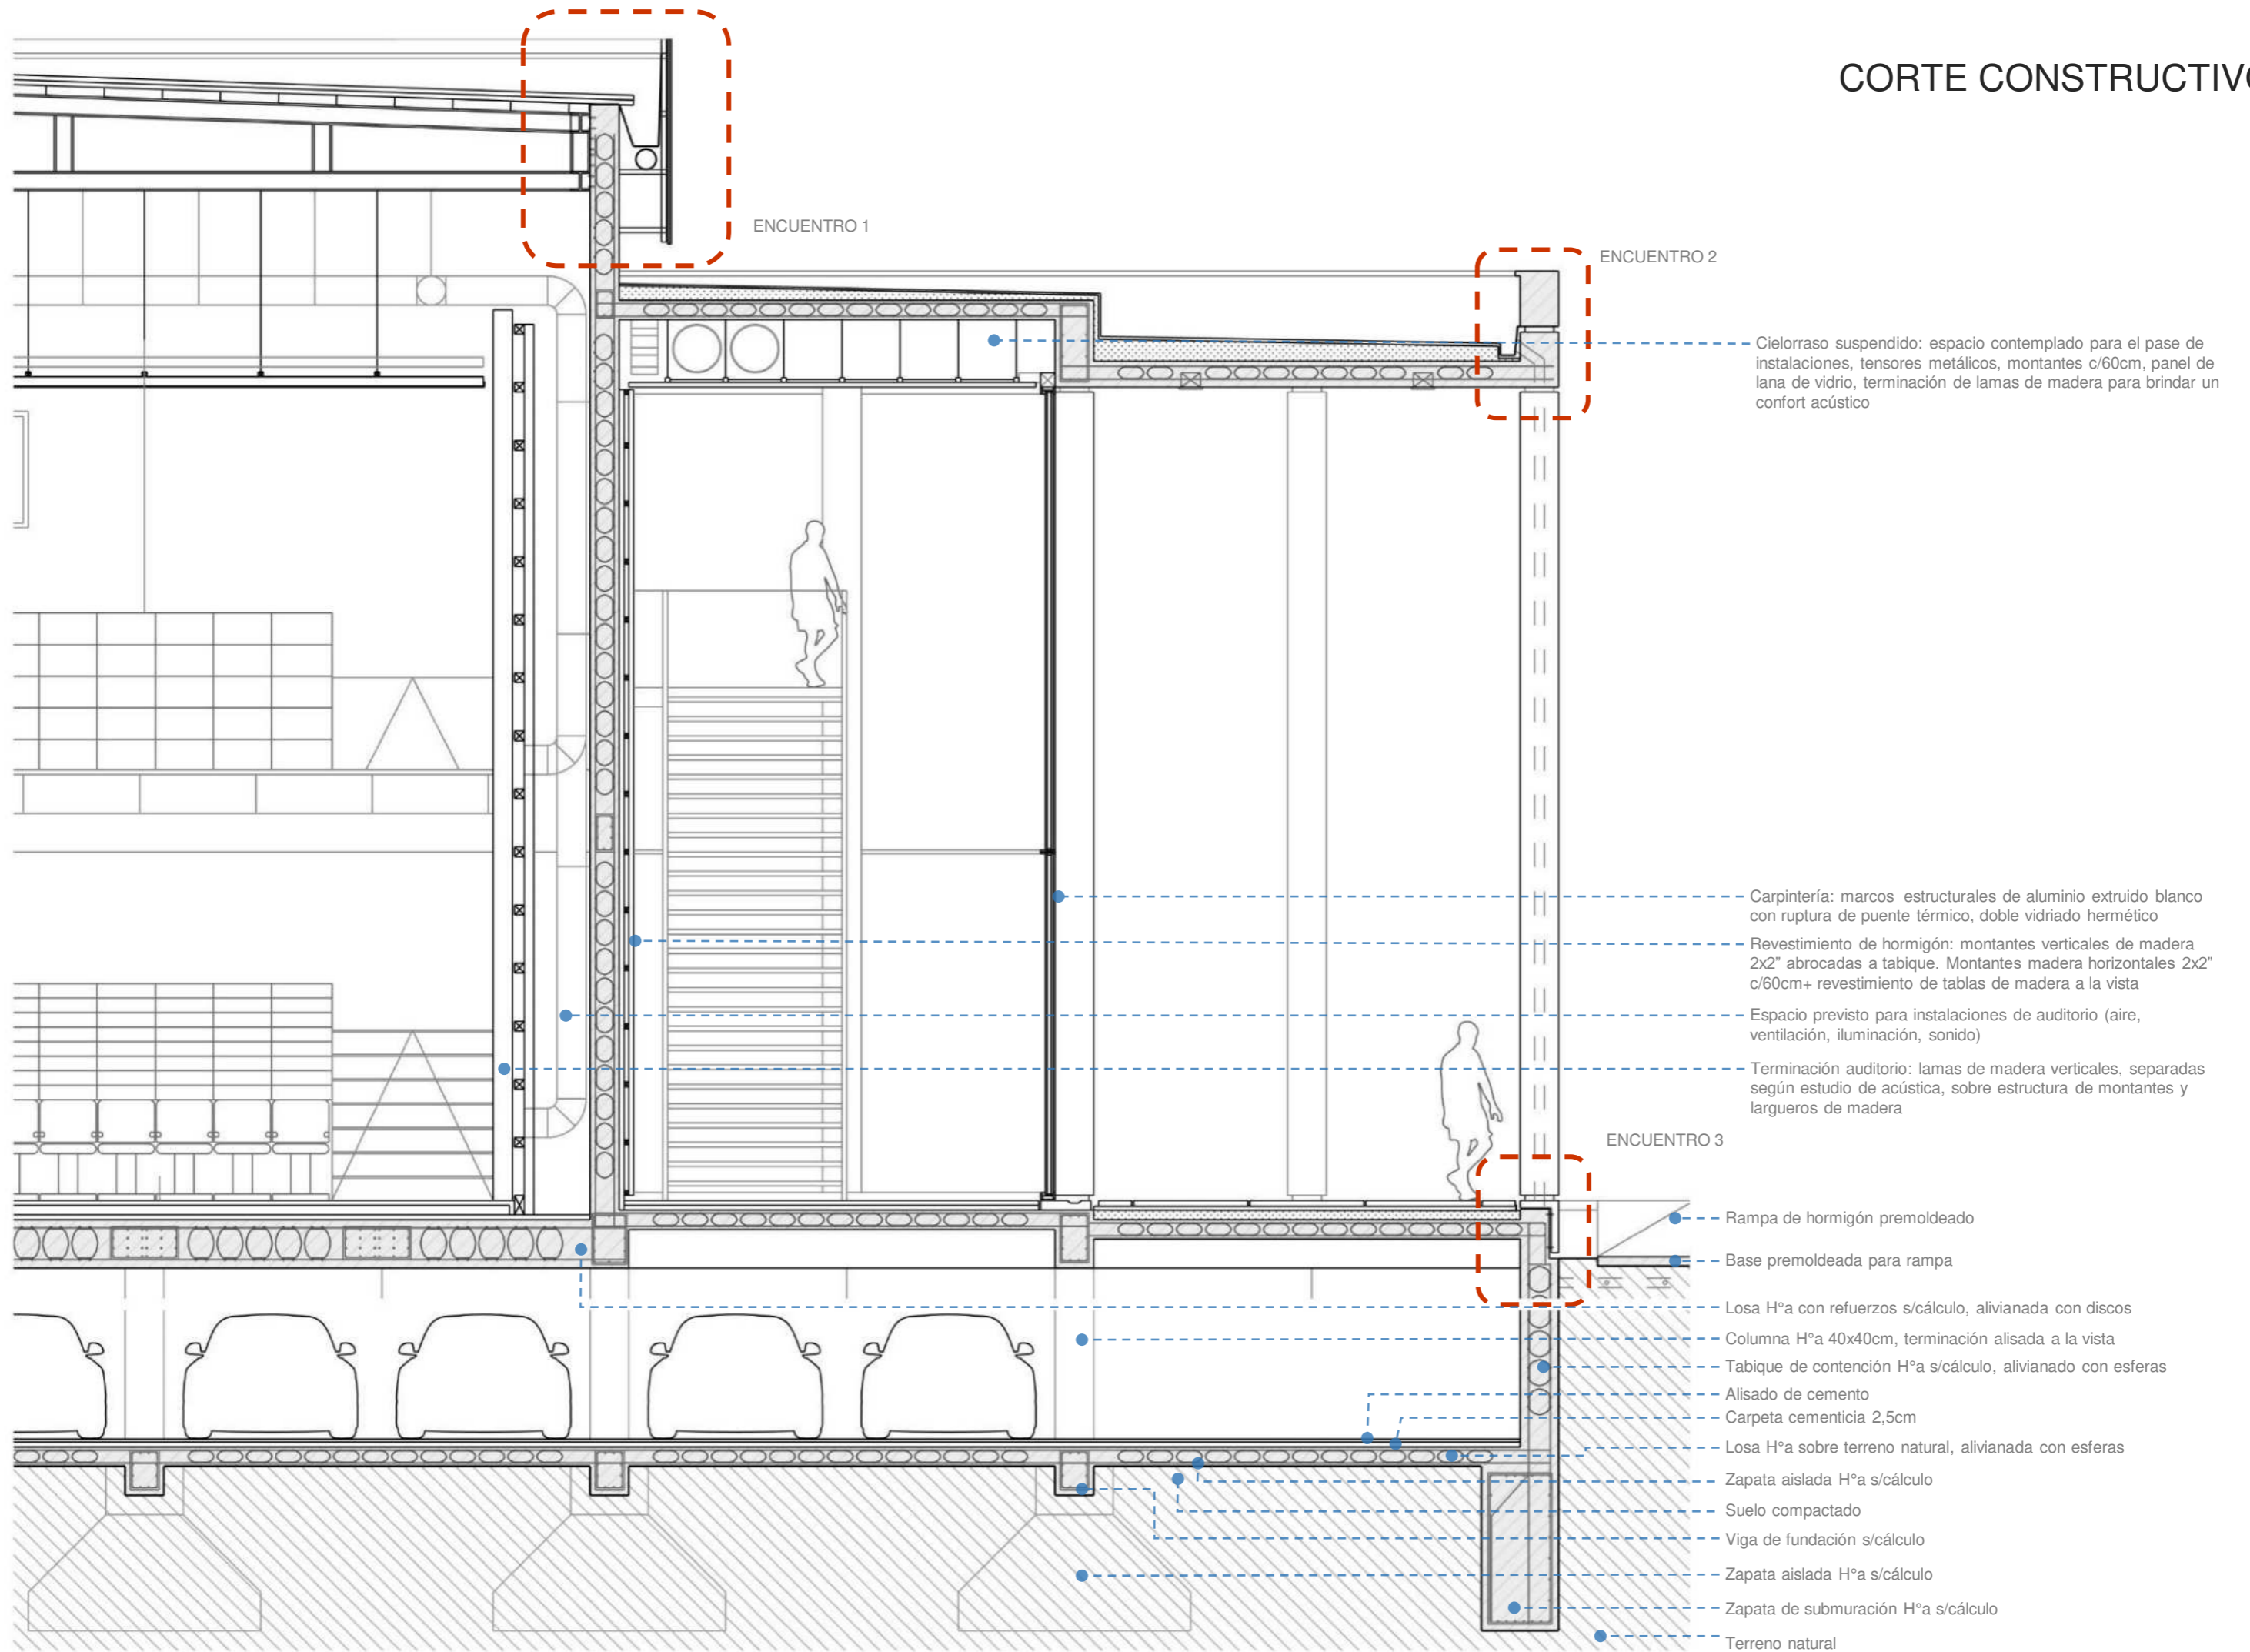 CORTE CONSTRUCTIVO
ENCUENTRO 1
ENCUENTRO 2
Cielorraso suspendido: espacio contemplado para el pase de
instalaciones, tensores metálicos, montantes c/60cm, panel de
lana de vidrio, terminación de lamas de madera para brindar un
confort acústico
Carpintería: marcos estructurales de aluminio extruido blanco
con ruptura de puente térmico, doble vidriado hermético
Revestimiento de hormigón: montantes verticales de madera
2x2” abrocadas a tabique. Montantes madera horizontales 2x2”
c/60cm+ revestimiento de tablas de madera a la vista
Espacio previsto para instalaciones de auditorio (aire,
ventilación, iluminación, sonido)
Terminación auditorio: lamas de madera verticales, separadas
según estudio de acústica, sobre estructura de montantes y
largueros de madera
ENCUENTRO 3
Rampa de hormigón premoldeado
Base premoldeada para rampa
Losa H°a con refuerzos s/cálculo, alivianada con discos
Columna H°a 40x40cm, terminación alisada a la vista
Tabique de contención H°a s/cálculo, alivianado con esferas
Alisado de cemento
Carpeta cementicia 2,5cm
Losa H°a sobre terreno natural, alivianada con esferas
Zapata aislada H°a s/cálculo
Suelo compactado
Viga de fundación s/cálculo
Zapata aislada H°a s/cálculo
Zapata de submuración H°a s/cálculo
Terreno natural